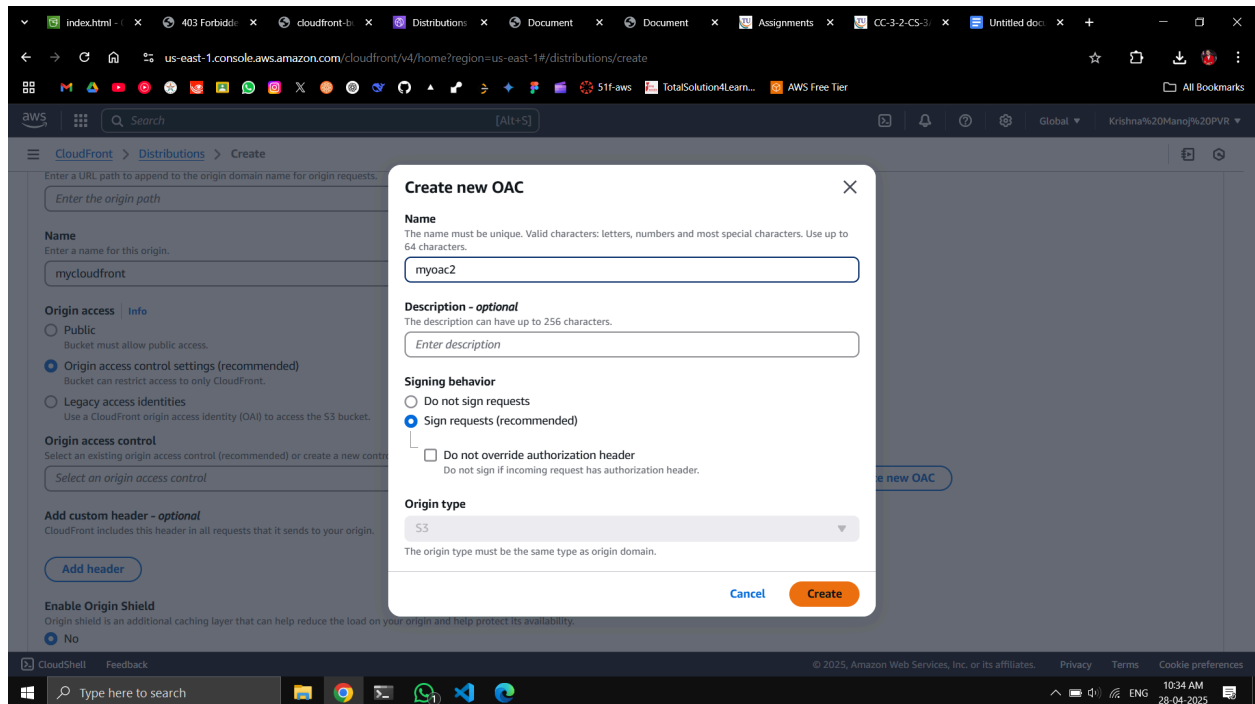 index.html - (
403 Forbidde
cloudfront-b
Distributions
Document
Document
Assignments
CC-3-2-CS-3/
Untitled doc
us-east-1.console.aws.amazon.com/cloudfront/v4/home?region=us-east-1#/distributions/create
51f-aws
TotalSolution4Learn...
AWS Free Tier
All Bookmarks
aws
Search
[Alt+S]
Global
Krishna%20Manoj%20PVR
CloudFront > Distributions > Create
Enter a URL path to append to the origin domain name for origin requests.
Enter the origin path
Name
Enter a name for this origin.
mycloudfront
Origin access | Info
Public
Bucket must allow public access.
Origin access control settings (recommended)
Bucket can restrict access to only CloudFront.
Legacy access identities
Use a CloudFront origin access identity (OAI) to access the S3 bucket.
Origin access control
Select an existing origin access control (recommended) or create a new contr
Select an origin access control
e new OAC
Add custom header - optional
CloudFront includes this header in all requests that it sends to your origin.
Add header
Enable Origin Shield
Origin shield is an additional caching layer that can help reduce the load on your origin and help protect its availability.
No
Create new OAC
Name
The name must be unique. Valid characters: letters, numbers and most special characters. Use up to
64 characters.
myoac2
Description - optional
The description can have up to 256 characters.
Enter description
Signing behavior
Do not sign requests
Sign requests (recommended)
Do not override authorization header
Do not sign if incoming request has authorization header.
Origin type
S3
The origin type must be the same type as origin domain.
Cancel
Create
CloudShell
Feedback
© 2025, Amazon Web Services, Inc. or its affiliates.
Privacy
Terms
Cookie preferences
Type here to search
ENG
10:34 AM
28-04-2025